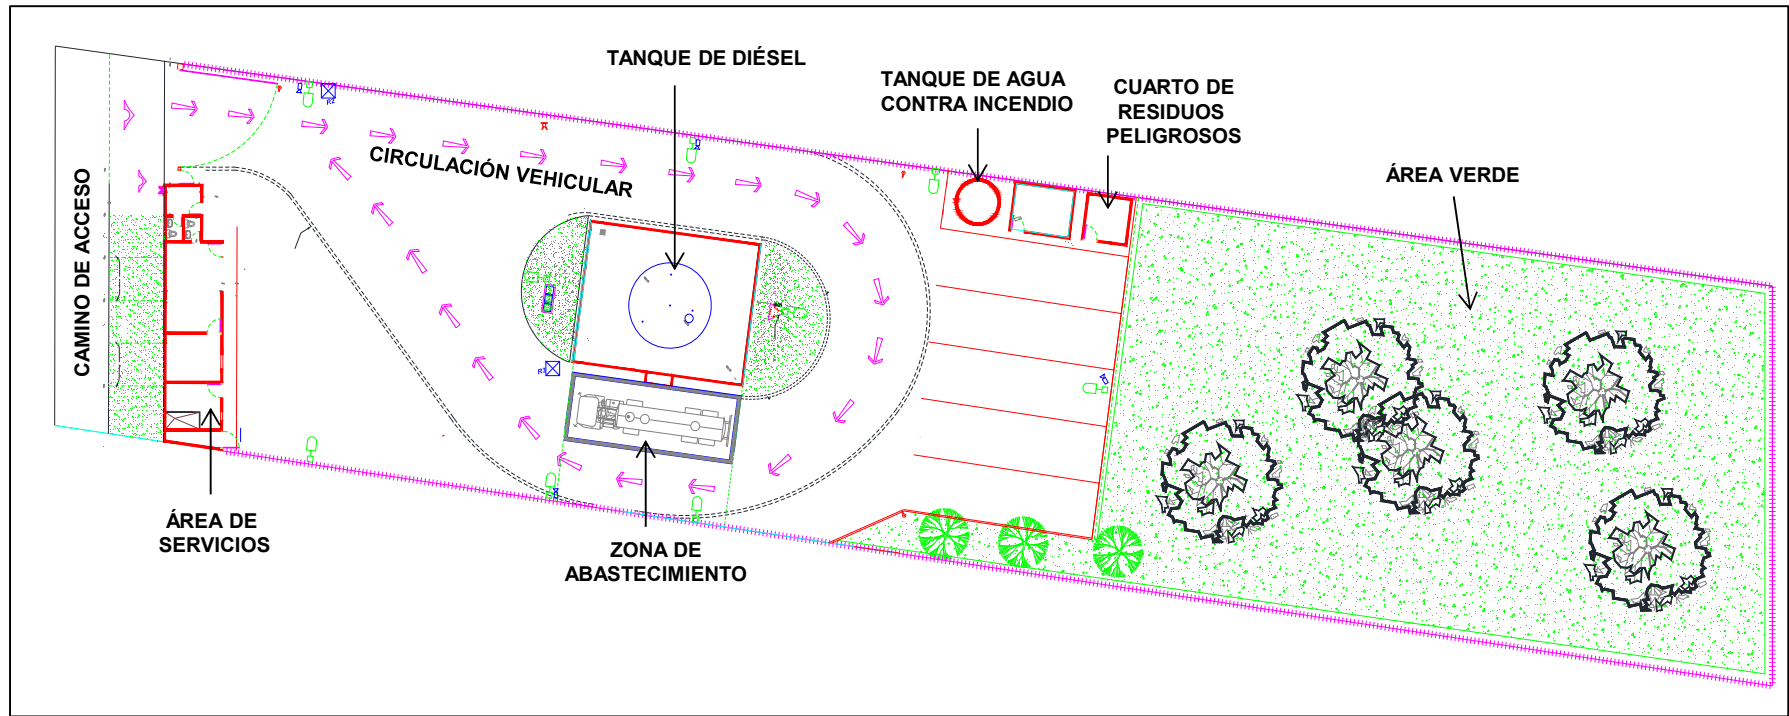 TANQUE DE DIÉSEL
TANQUE DE AGUA
CONTRA INCENDIO
CUARTO DE
RESIDUOS
PELIGROSOS
ÁREA VERDE
CIRCULACIÓN VEHICULAR
CAMINO DE ACCESO
ÁREA DE
SERVICIOS
ZONA DE
ABASTECIMIENTO